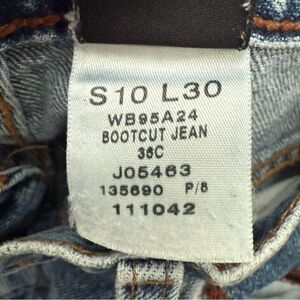 S10 L30
WB95A24
BOOTCUT JEAN
36C
J05463
135690 P/8
111042